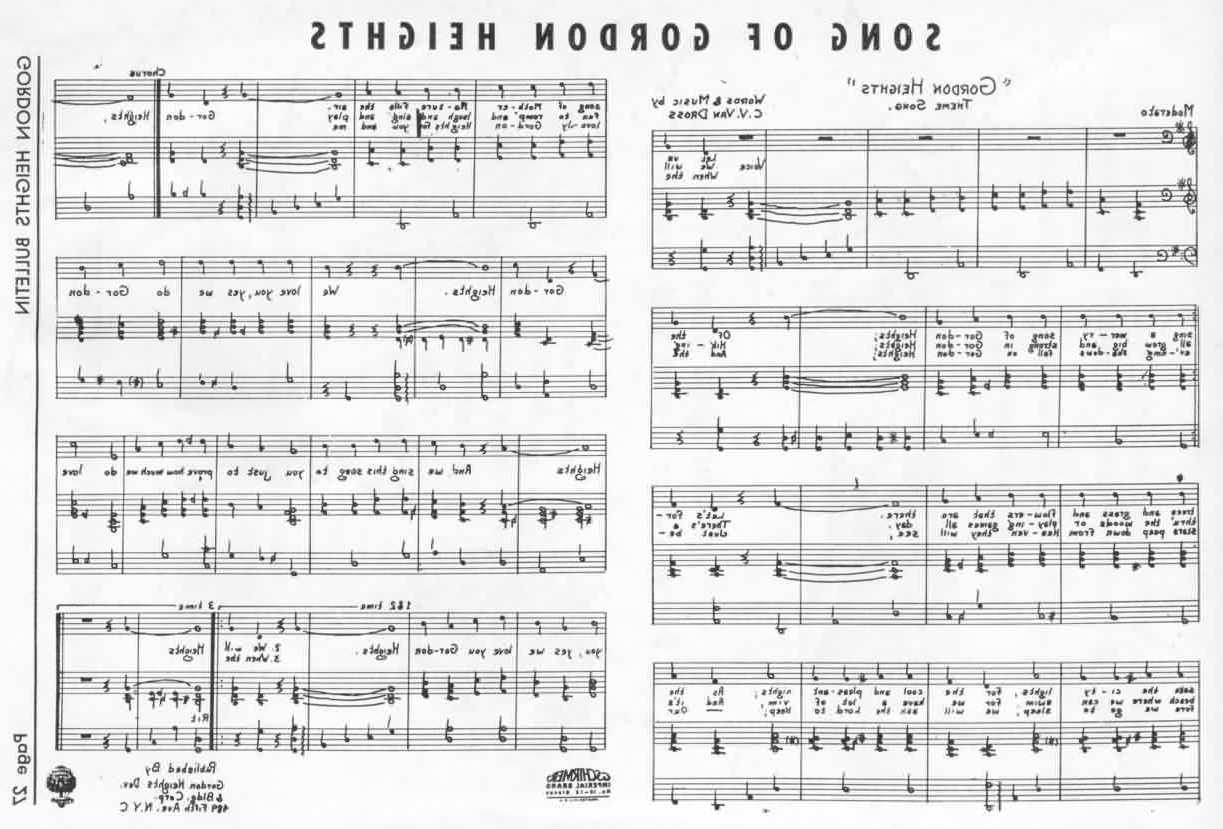 SONG OF GORDON HEIGHTS
"GORDON HEIGHTS"
THEME SONG.
WORDS & MUSIC by
C.V. VAN DROSS
Moderato
Voice
Let us
We will
When the
sing a mer-ry song of Gor-don Heights; Of the
all grow big and strong in Gor-don Heights; Hik-ing
ev'-ning sha-dows fall on Gor-don Heights; And the
trees and grass and flow-ers that are there. Let's for-
thru' the woods or play-ing games all day; There's a
stars peep down from Hea-ven they will see; Just be-
sake the ci-ty lights, for the cool and pleas-ant nights; As the
beach where we can swim for we have a lot of vim; And it's
fore we go to sleep; we will ask the Lord to keep; Our
song of Moth-er Na-ture fills the air.
fun to romp and laugh and sing and play
love-ly Gord-on Heights for you and me
Chorus
Gor-don Heights,
Gor-don Heights. We love you, yes we do Gor-don
Heights And we sing this song to you just to prove how much we do love
1&2 time
3 time
you, yes we love you Gor-don Heights. 2. We will Heights
3. When the
Rit
G. SCHIRMER
IMPERIAL BRAND
Published By
Gordon Heights Dev.
& Bldg. Corp.
489 Fifth Ave. N.Y.C
GORDON HEIGHTS BULLETIN
Page 27